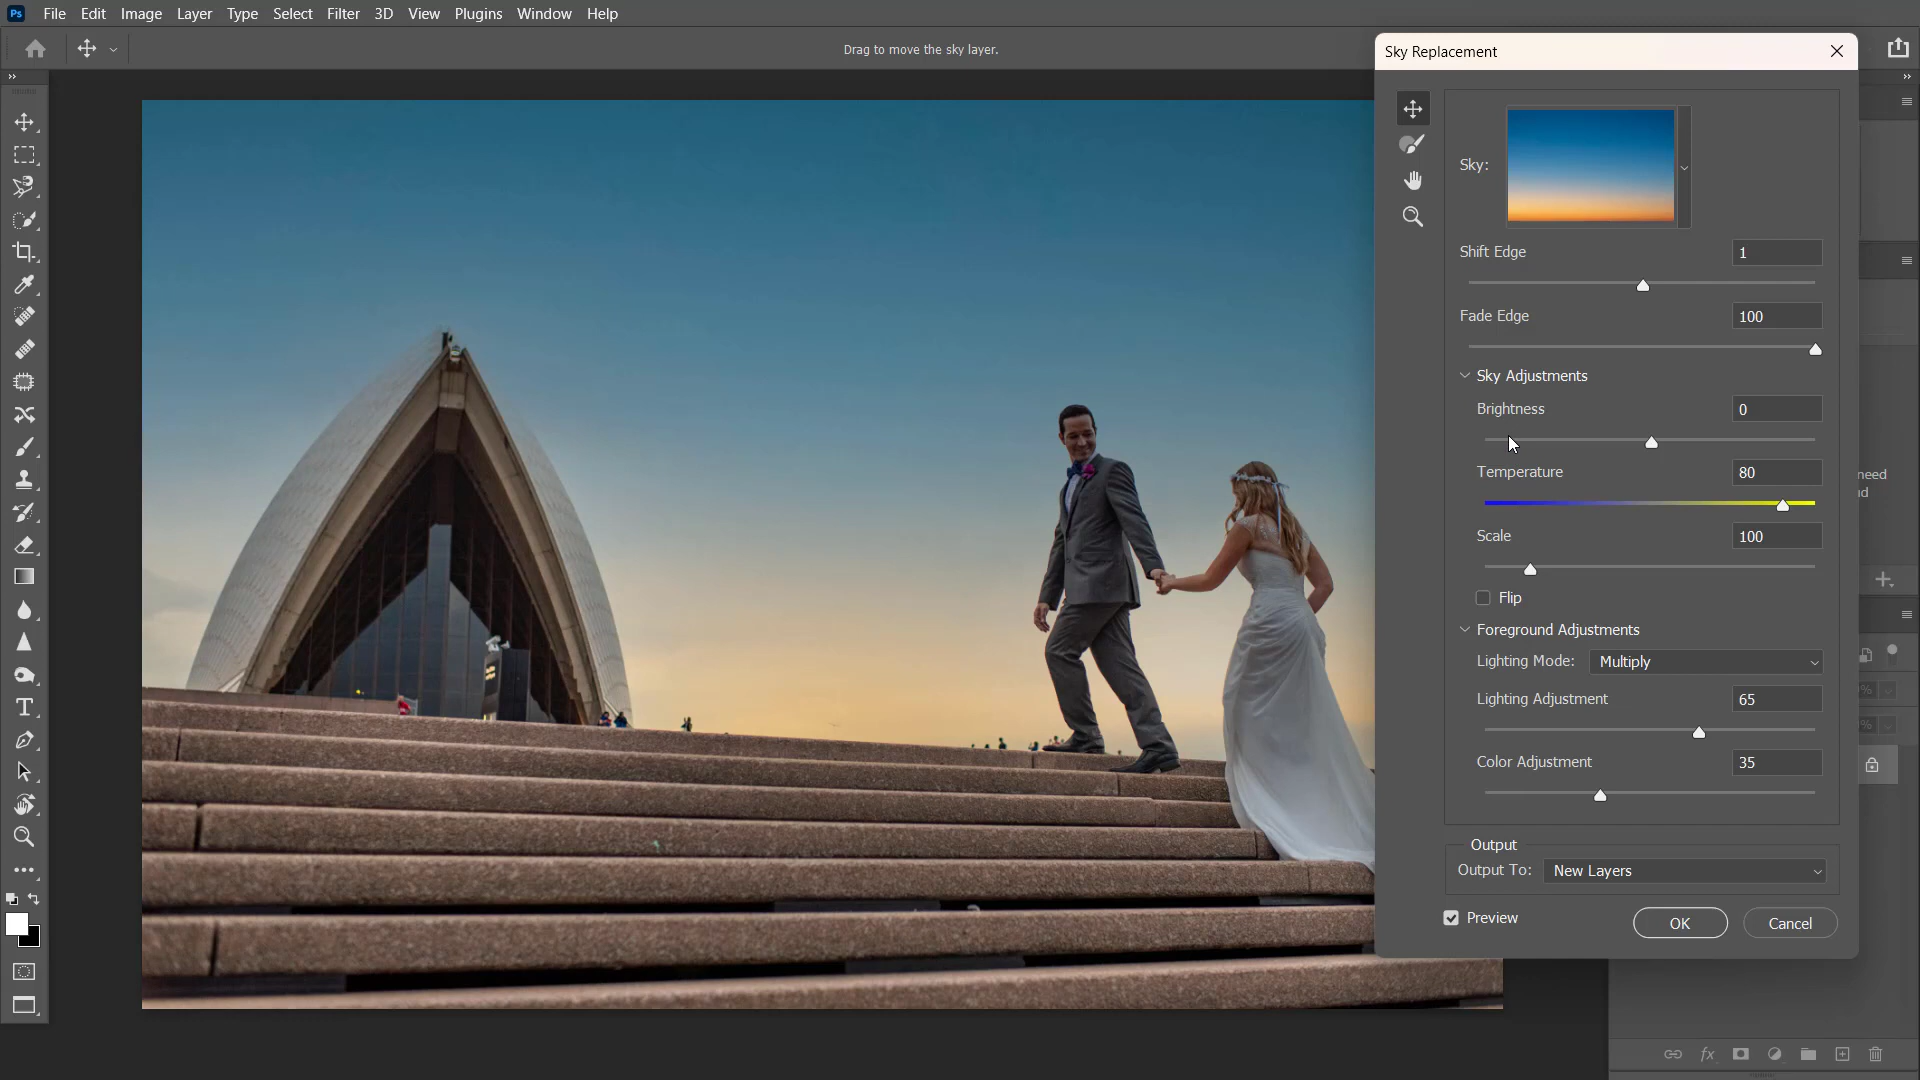 Ps File Edit Image Layer Type Select Filter 3D View Plugins Window Help
Drag to move the sky layer.
Sky Replacement
Sky:
Shift Edge 1
Fade Edge 100
Sky Adjustments
Brightness 0
Temperature 80
Scale 100
Flip
Foreground Adjustments
Lighting Mode: Multiply
Lighting Adjustment 65
Color Adjustment 35
Output
Output To: New Layers
Preview OK Cancel
need
fx